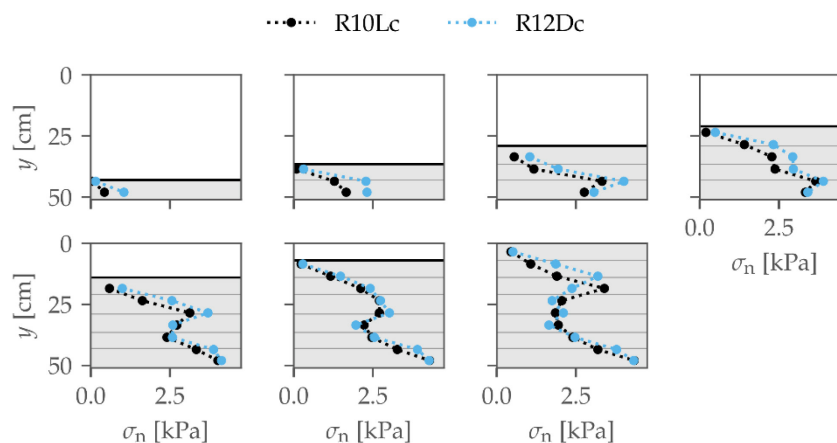 R10Lc R12Dc
0
25
50
y [cm]
0.0 2.5
σn [kPa]
0
25
50
y [cm]
0.0 2.5 0.0 2.5 0.0 2.5
σn [kPa] σn [kPa] σn [kPa]